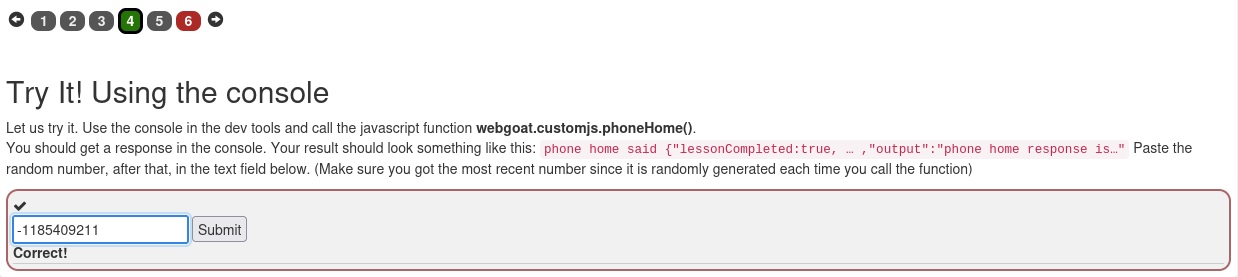 1 2 3 4 5 6
Try It! Using the console
Let us try it. Use the console in the dev tools and call the javascript function webgoat.customjs.phoneHome().
You should get a response in the console. Your result should look something like this: phone home said {"lessonCompleted:true, … ,"output":"phone home response is…" Paste the
random number, after that, in the text field below. (Make sure you got the most recent number since it is randomly generated each time you call the function)
-1185409211 Submit
Correct!